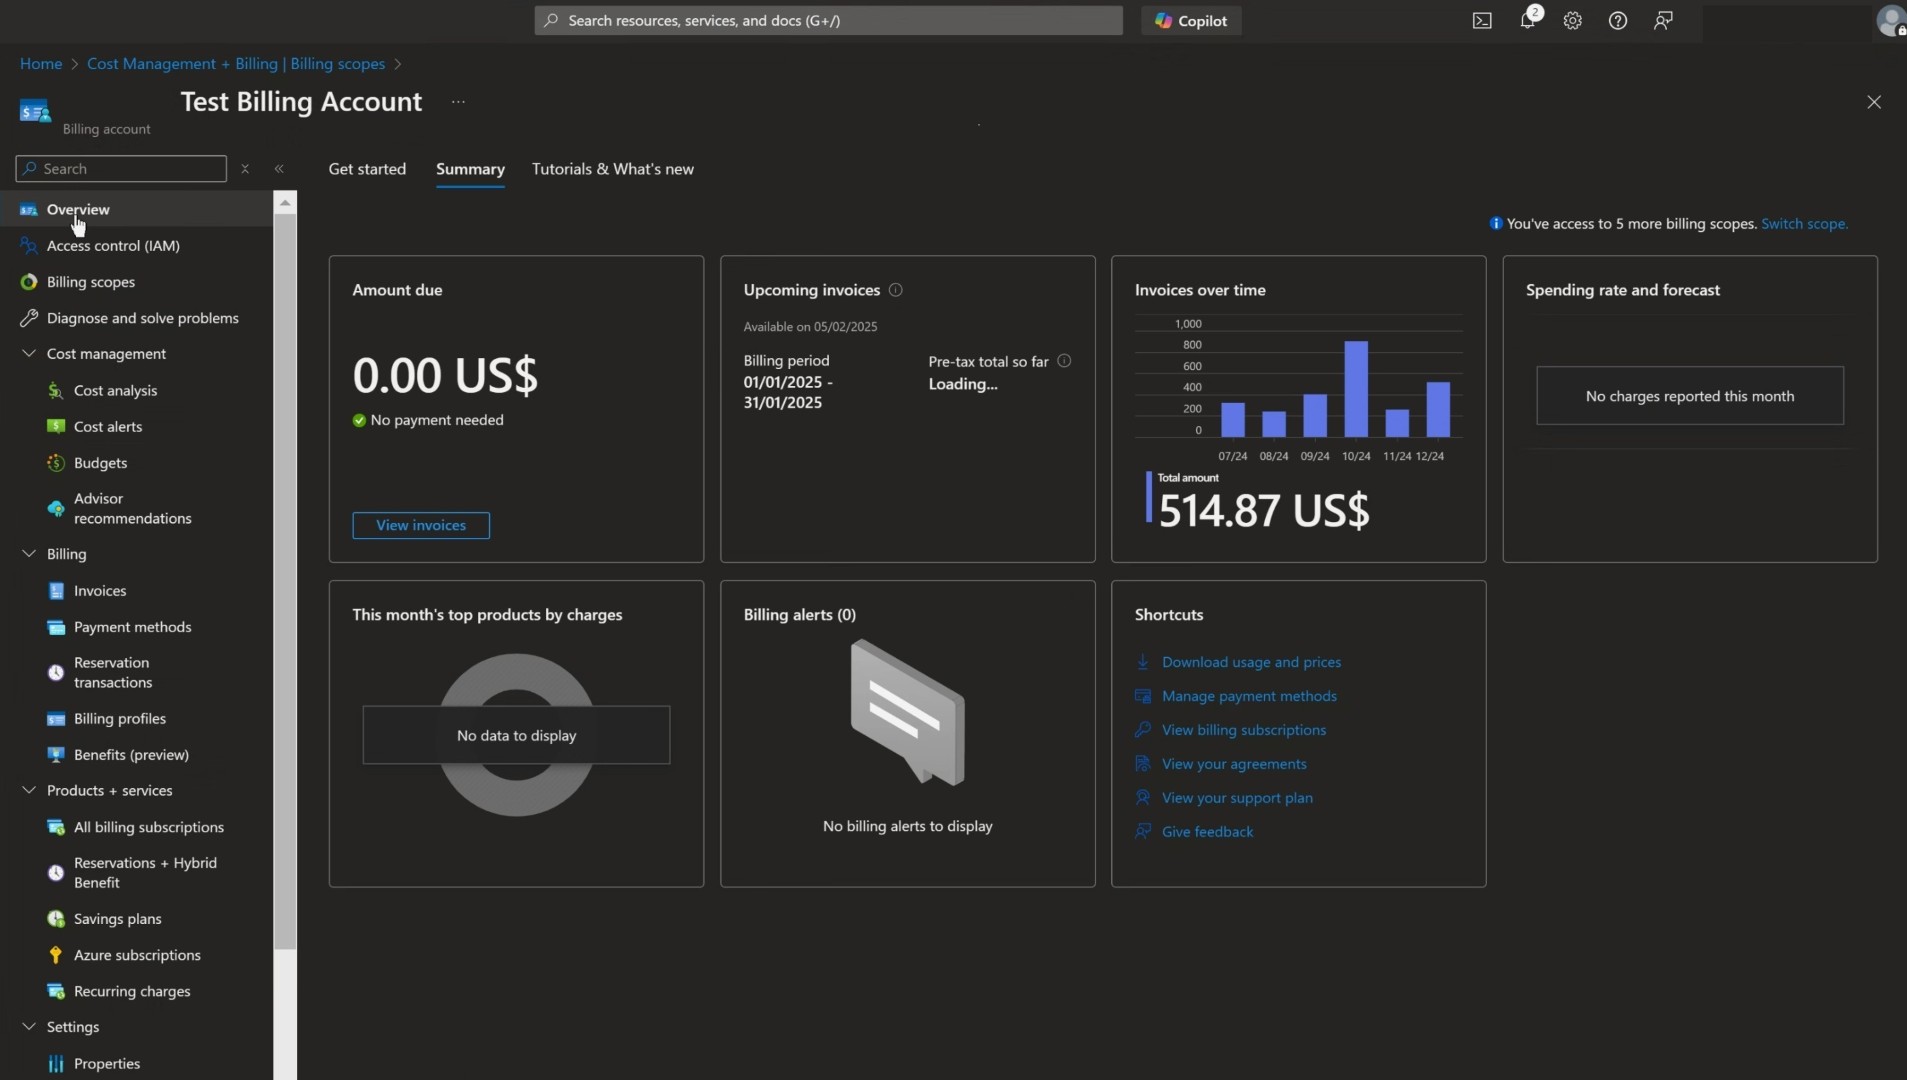 Search resources, services, and docs (G+/)
Copilot
2
Home > Cost Management + Billing | Billing scopes >
Test Billing Account ...
Billing account
Search
Overview
Access control (IAM)
Billing scopes
Diagnose and solve problems
Cost management
Cost analysis
Cost alerts
Budgets
Advisor
recommendations
Billing
Invoices
Payment methods
Reservation
transactions
Billing profiles
Benefits (preview)
Products + services
All billing subscriptions
Reservations + Hybrid
Benefit
Savings plans
Azure subscriptions
Recurring charges
Settings
Properties
Get started Summary Tutorials & What's new
You've access to 5 more billing scopes. Switch scope.
Amount due
0.00 US$
No payment needed
View invoices
Upcoming invoices
Available on 05/02/2025
Billing period
01/01/2025 -
31/01/2025
Pre-tax total so far
Loading...
Invoices over time
1,000
800
600
400
200
0
07/24 08/24 09/24 10/24 11/24 12/24
Total amount
514.87 US$
Spending rate and forecast
No charges reported this month
This month's top products by charges
No data to display
Billing alerts (0)
No billing alerts to display
Shortcuts
Download usage and prices
Manage payment methods
View billing subscriptions
View your agreements
View your support plan
Give feedback